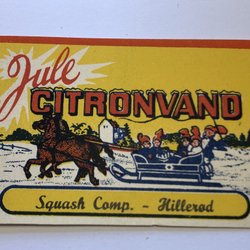 Jule
CITRONVAND
Squash Comp. - Hillerød